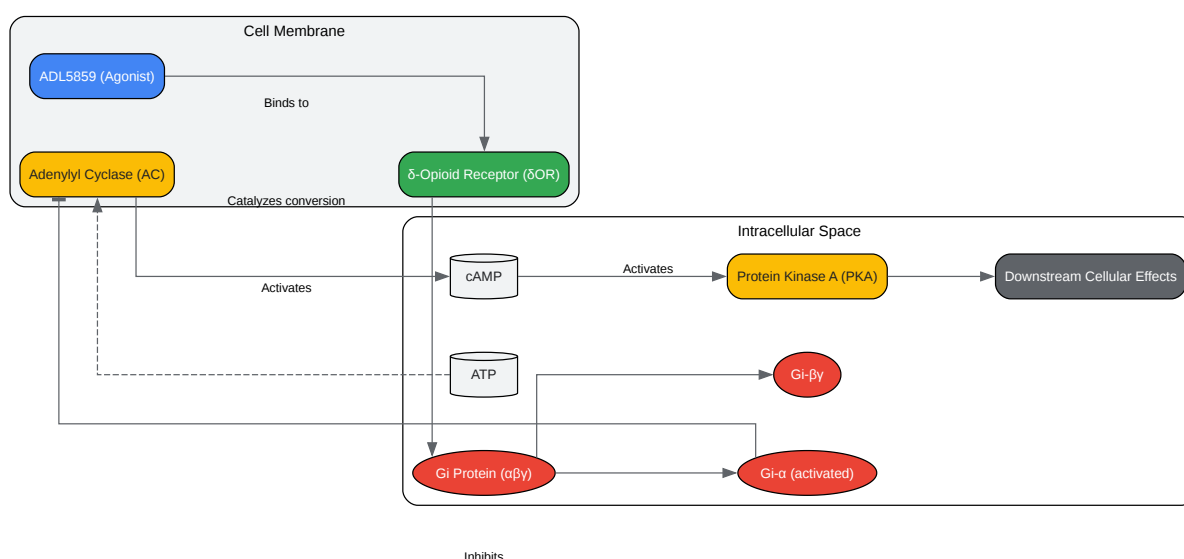 Cell Membrane
ADL5859 (Agonist)
Binds to
Adenylyl Cyclase (AC)
δ-Opioid Receptor (δOR)
Catalyzes conversion
Intracellular Space
cAMP
Activates
Protein Kinase A (PKA)
Downstream Cellular Effects
Activates
ATP
Gi-βγ
Gi Protein (αβγ)
Gi-α (activated)
Inhibits